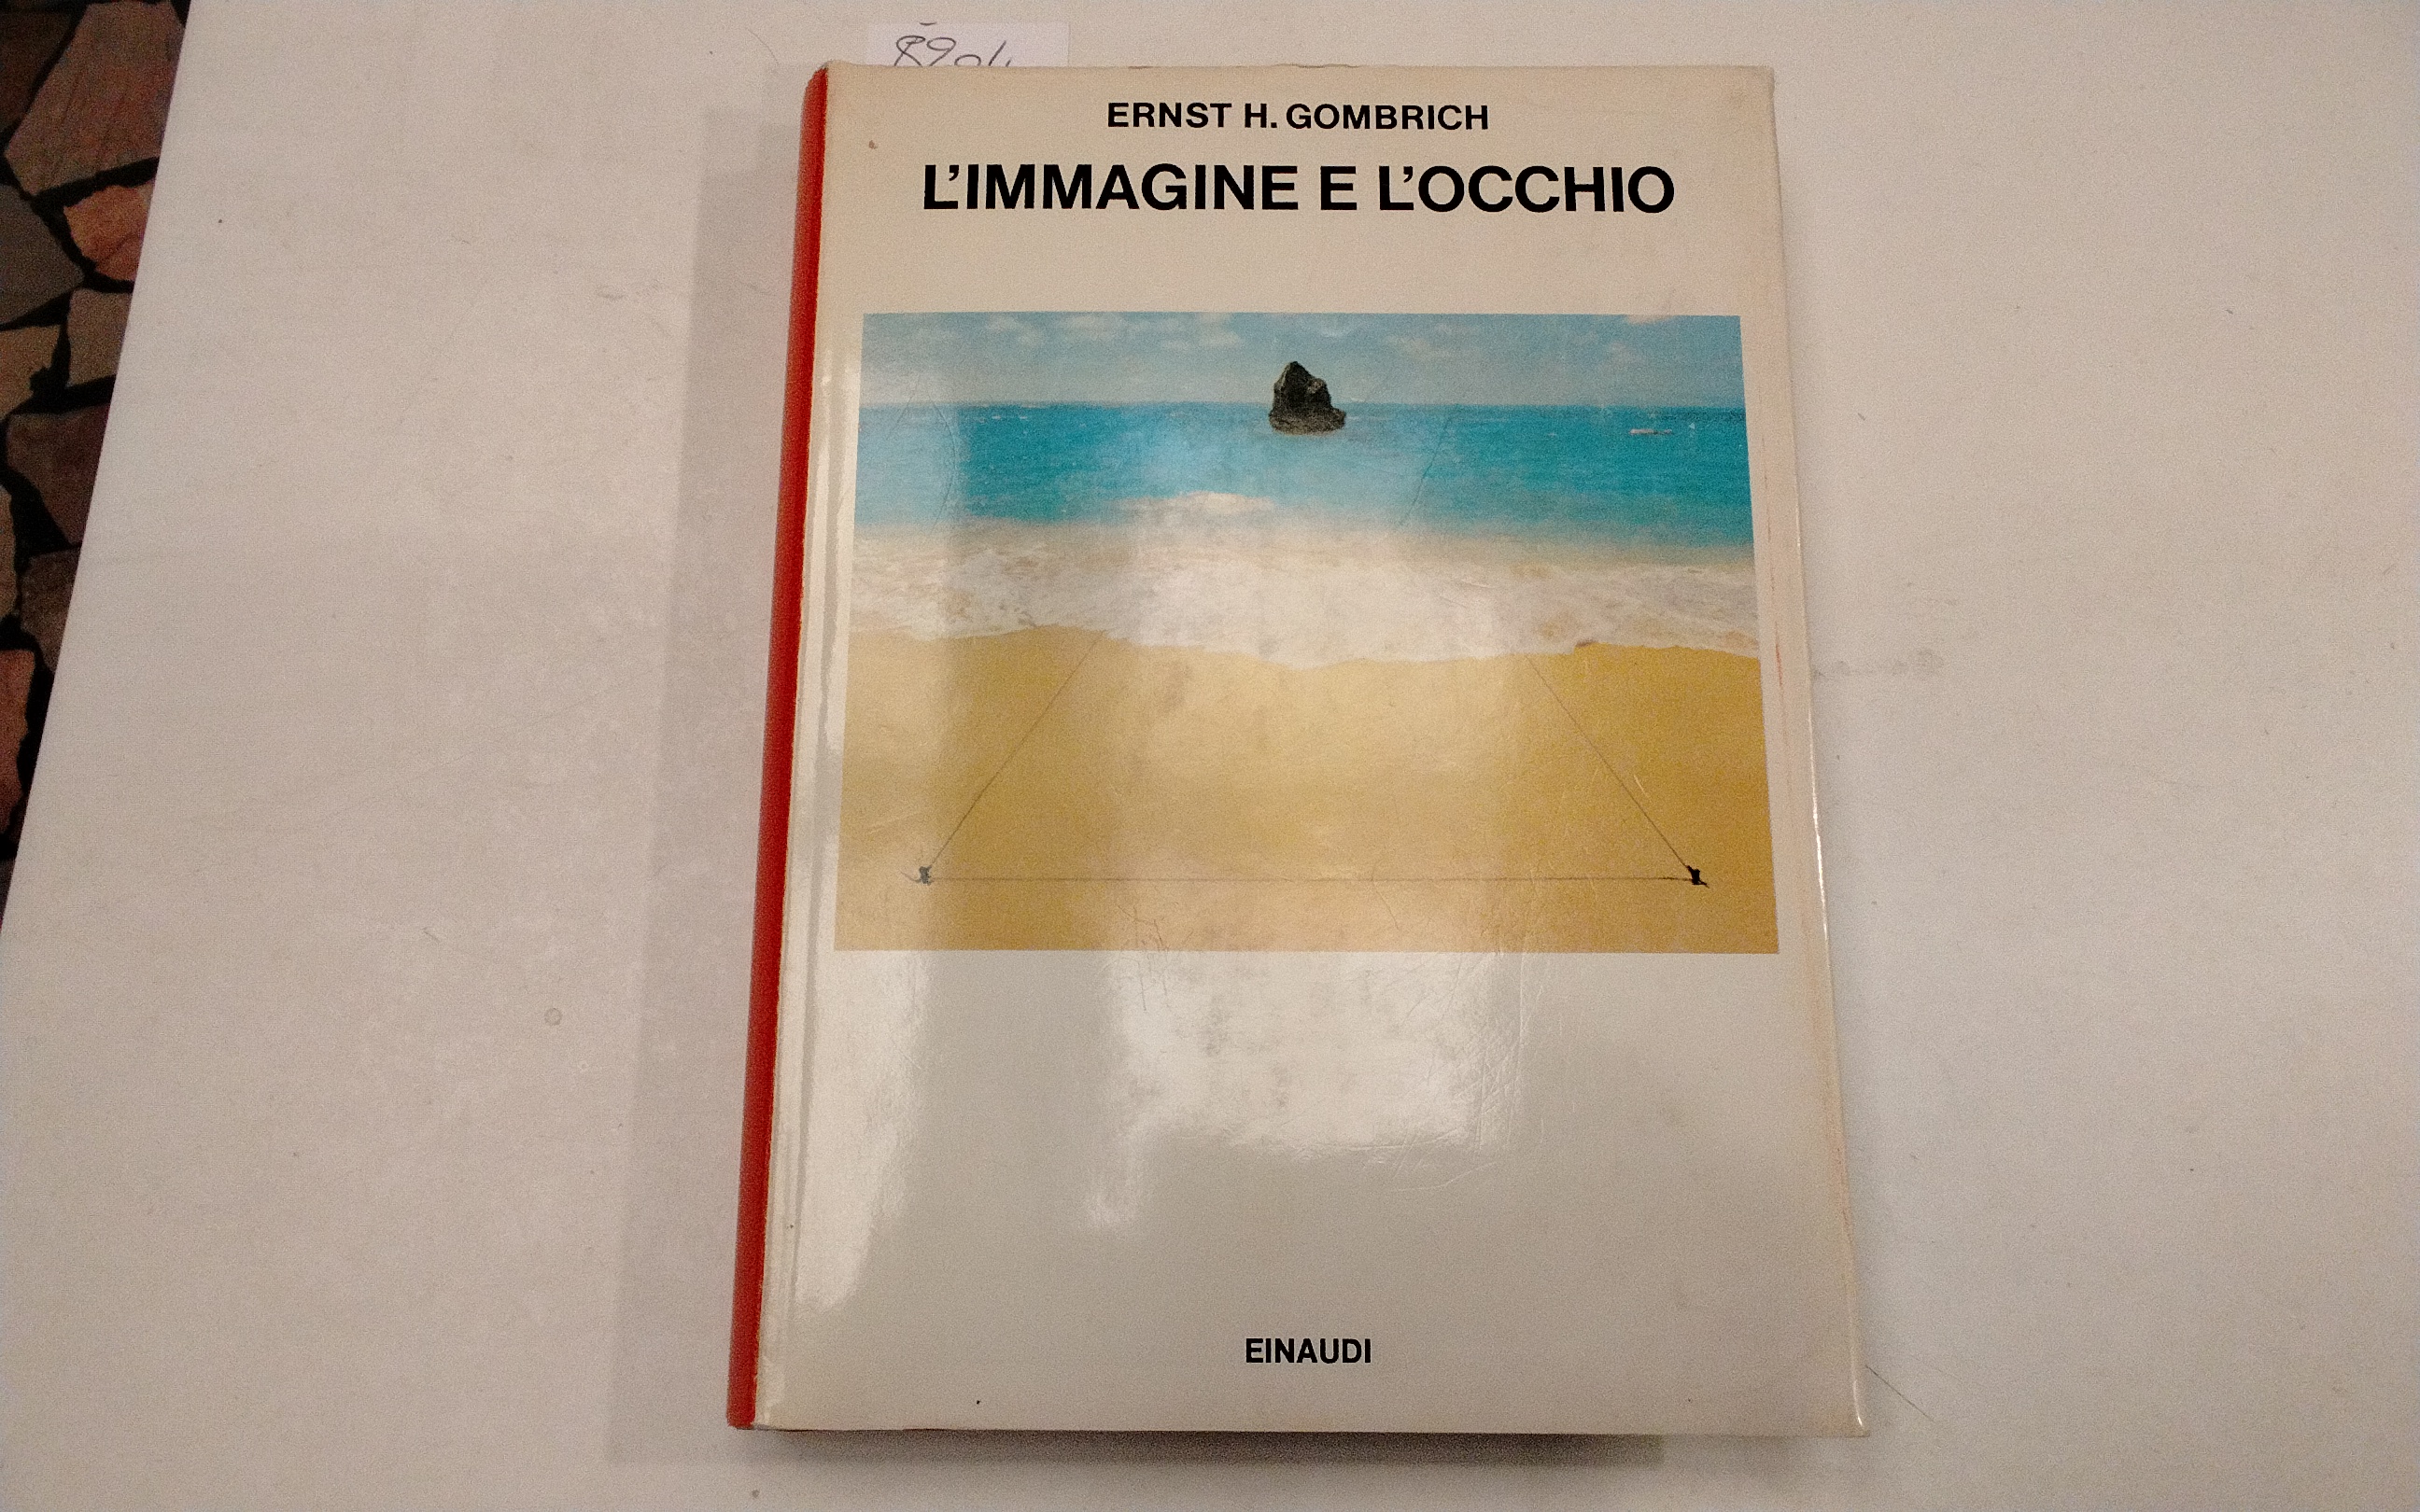 ERNST H. GOMBRICH
L'IMMAGINE E L'OCCHIO
EINAUDI